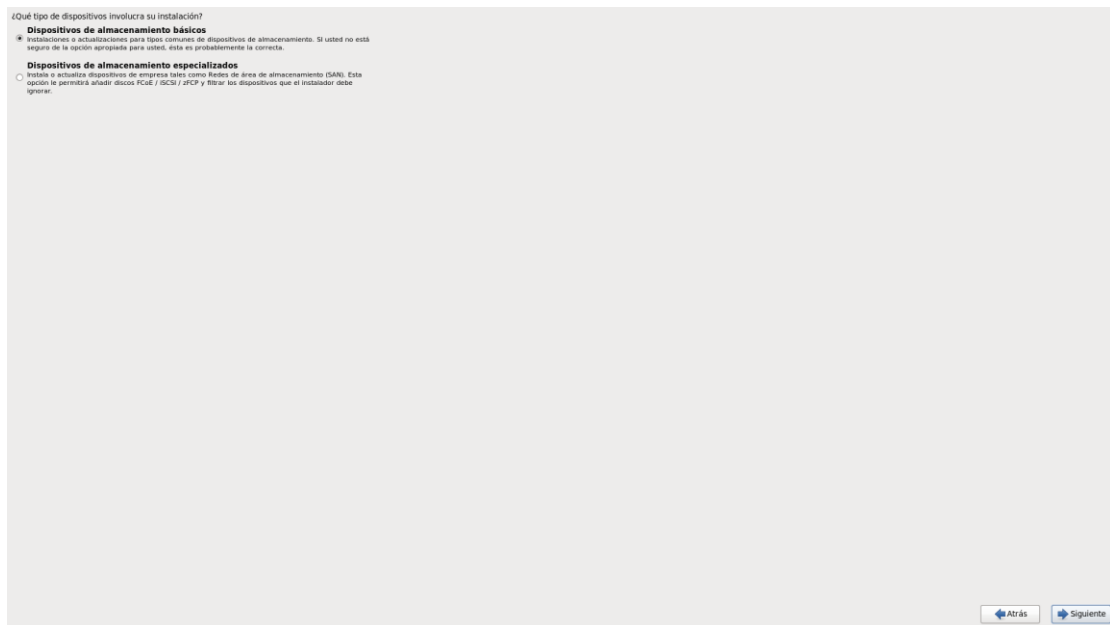 ¿Qué tipo de dispositivos involucra su instalación?
Dispositivos de almacenamiento básicos
Instalaciones o actualizaciones para tipos comunes de dispositivos de almacenamiento. Si usted no está
seguro de la opción apropiada para usted, ésta es probablemente la correcta.
Dispositivos de almacenamiento especializados
Instala o actualiza dispositivos de empresa tales como Redes de área de almacenamiento (SAN). Esta
opción le permitirá añadir discos FCoE / iSCSI / zFCP y filtrar los dispositivos que el instalador debe
ignorar.
Atrás
Siguiente